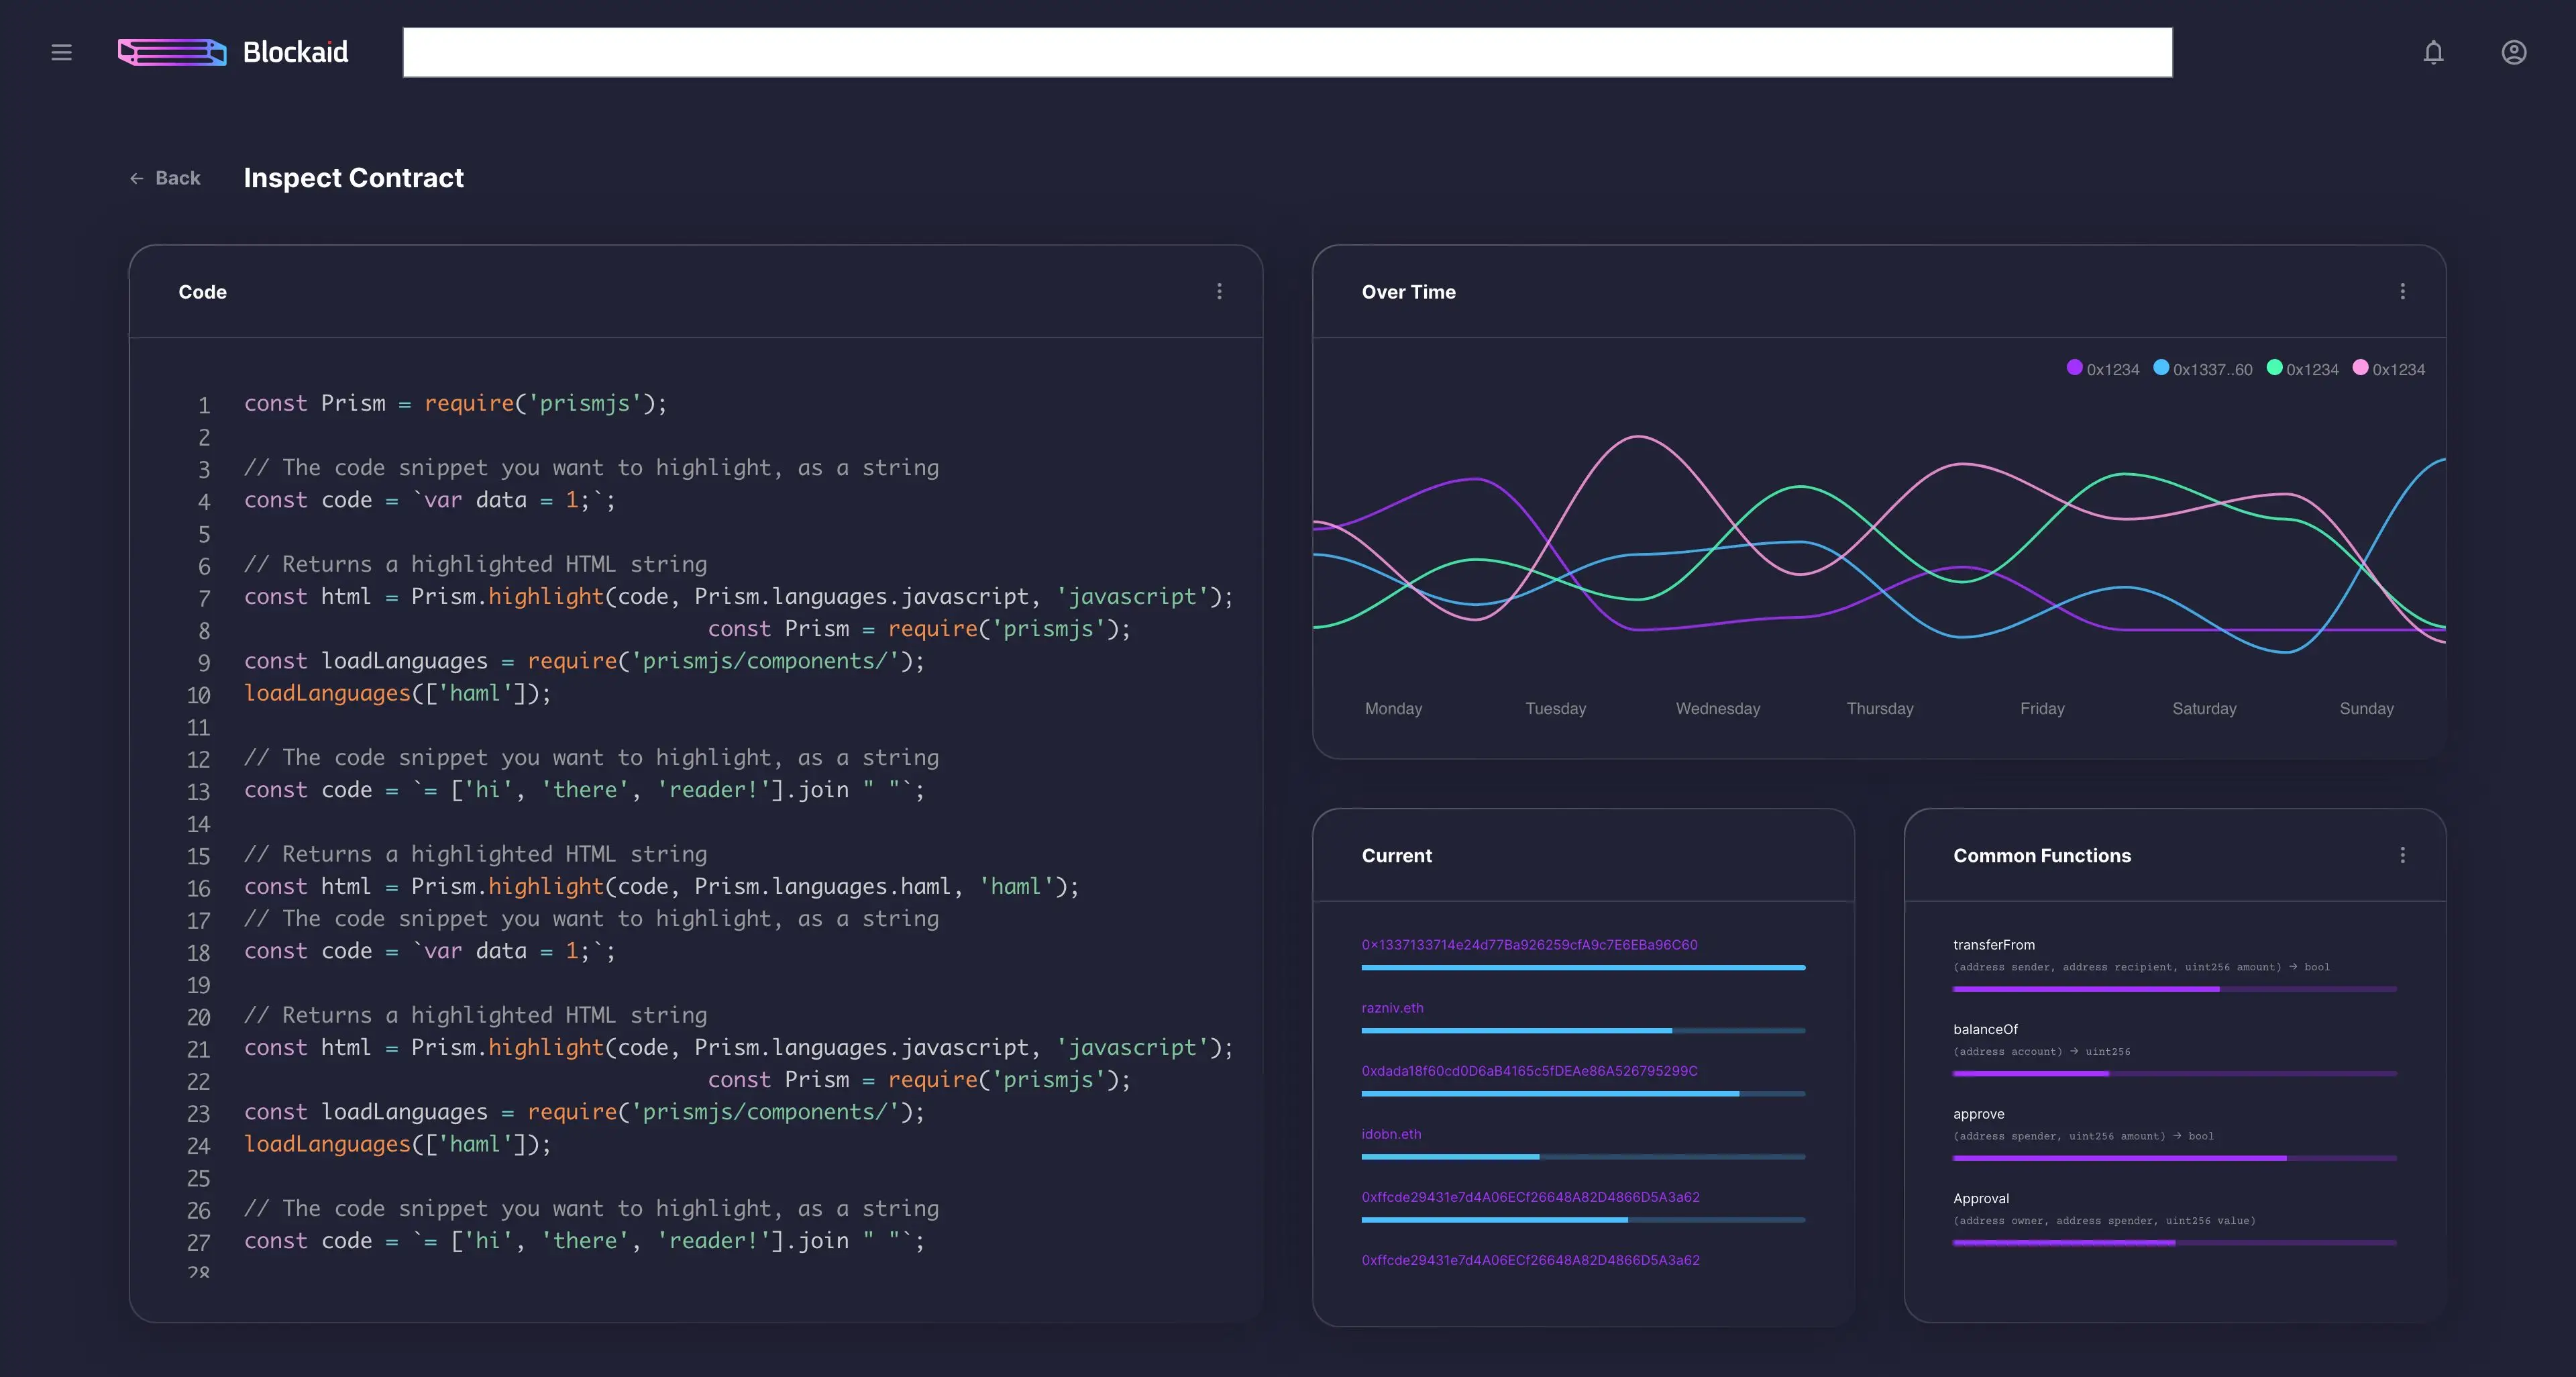 Blockaid
Back
Inspect Contract
Code
1 const Prism = require('prismjs');
2
3 // The code snippet you want to highlight, as a string
4 const code = `var data = 1;`;
5
6 // Returns a highlighted HTML string
7 const html = Prism.highlight(code, Prism.languages.javascript, 'javascript');
8 const Prism = require('prismjs');
9 const loadLanguages = require('prismjs/components/');
10 loadLanguages(['haml']);
11
12 // The code snippet you want to highlight, as a string
13 const code = `= ['hi', 'there', 'reader!'].join " "`;
14
15 // Returns a highlighted HTML string
16 const html = Prism.highlight(code, Prism.languages.haml, 'haml');
17 // The code snippet you want to highlight, as a string
18 const code = `var data = 1;`;
19
20 // Returns a highlighted HTML string
21 const html = Prism.highlight(code, Prism.languages.javascript, 'javascript');
22 const Prism = require('prismjs');
23 const loadLanguages = require('prismjs/components/');
24 loadLanguages(['haml']);
25
26 // The code snippet you want to highlight, as a string
27 const code = `= ['hi', 'there', 'reader!'].join " "`;
28
Over Time
0x1234 0x1337..60 0x1234 0x1234
Monday Tuesday Wednesday Thursday Friday Saturday Sunday
Current
0x1337133714e24d77Ba926259cfA9c7E6EBa96C60
razniv.eth
0xdada18f60cd0D6aB4165c5fDEAe86A526795299C
idobn.eth
0xffcde29431e7d4A06ECf26648A82D4866D5A3a62
0xffcde29431e7d4A06ECf26648A82D4866D5A3a62
Common Functions
transferFrom
(address sender, address recipient, uint256 amount) → bool
balanceOf
(address account) → uint256
approve
(address spender, uint256 amount) → bool
Approval
(address owner, address spender, uint256 value)